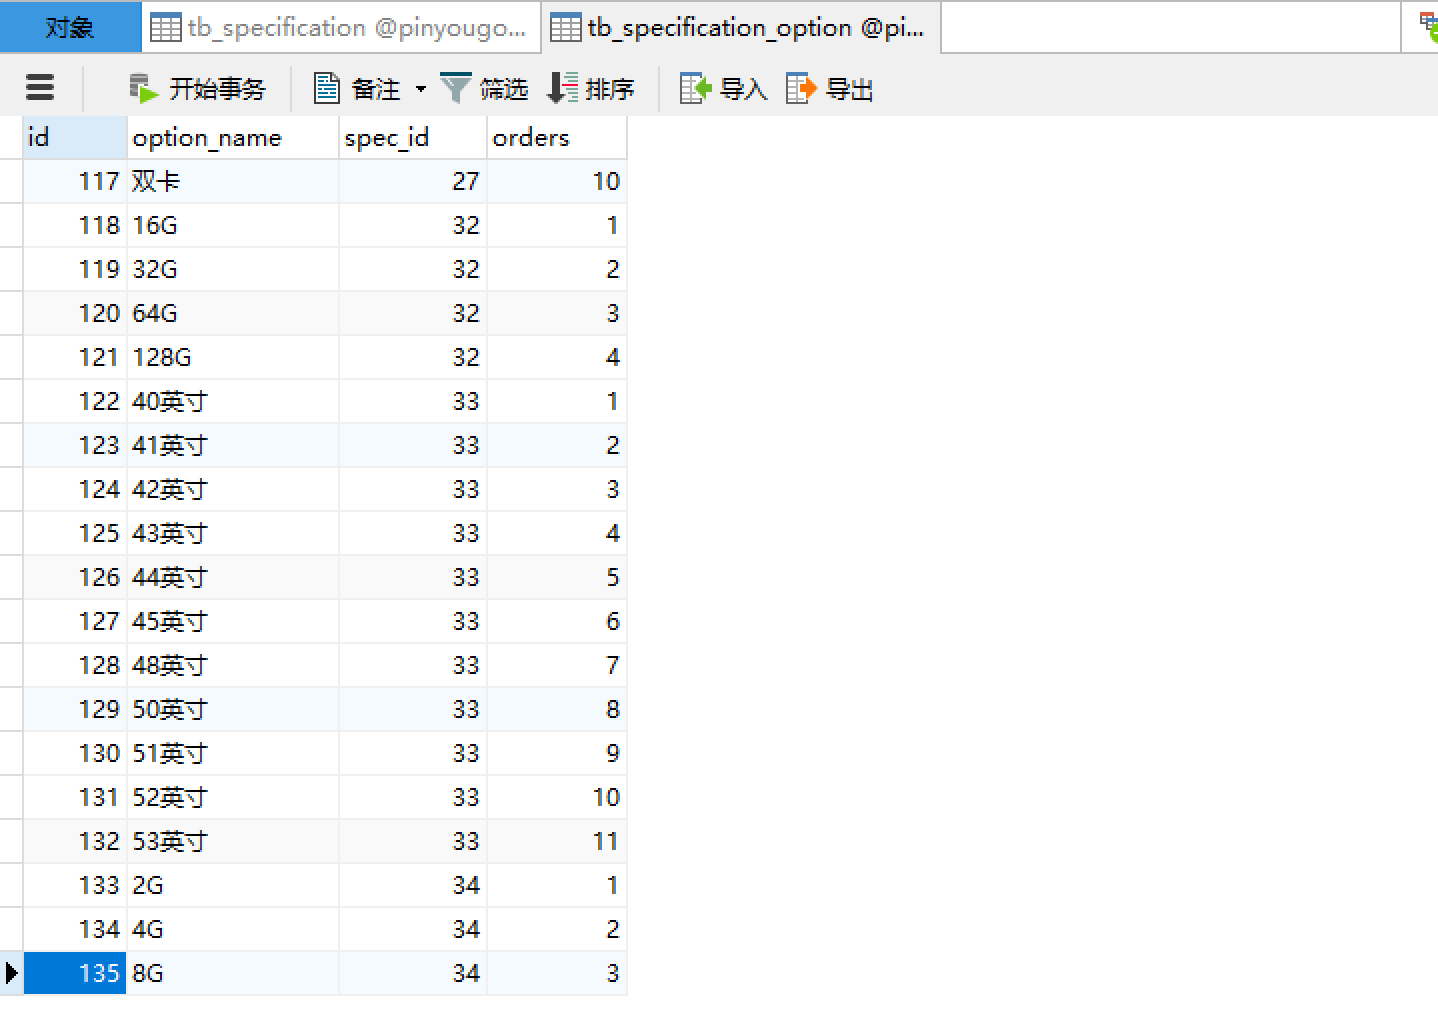 对象 tb_specification @pinyougo... tb_specification_option @pi...
开始事务 备注 筛选 排序 导入 导出
id option_name spec_id orders
117 双卡 27 10
118 16G 32 1
119 32G 32 2
120 64G 32 3
121 128G 32 4
122 40英寸 33 1
123 41英寸 33 2
124 42英寸 33 3
125 43英寸 33 4
126 44英寸 33 5
127 45英寸 33 6
128 48英寸 33 7
129 50英寸 33 8
130 51英寸 33 9
131 52英寸 33 10
132 53英寸 33 11
133 2G 34 1
134 4G 34 2
135 8G 34 3